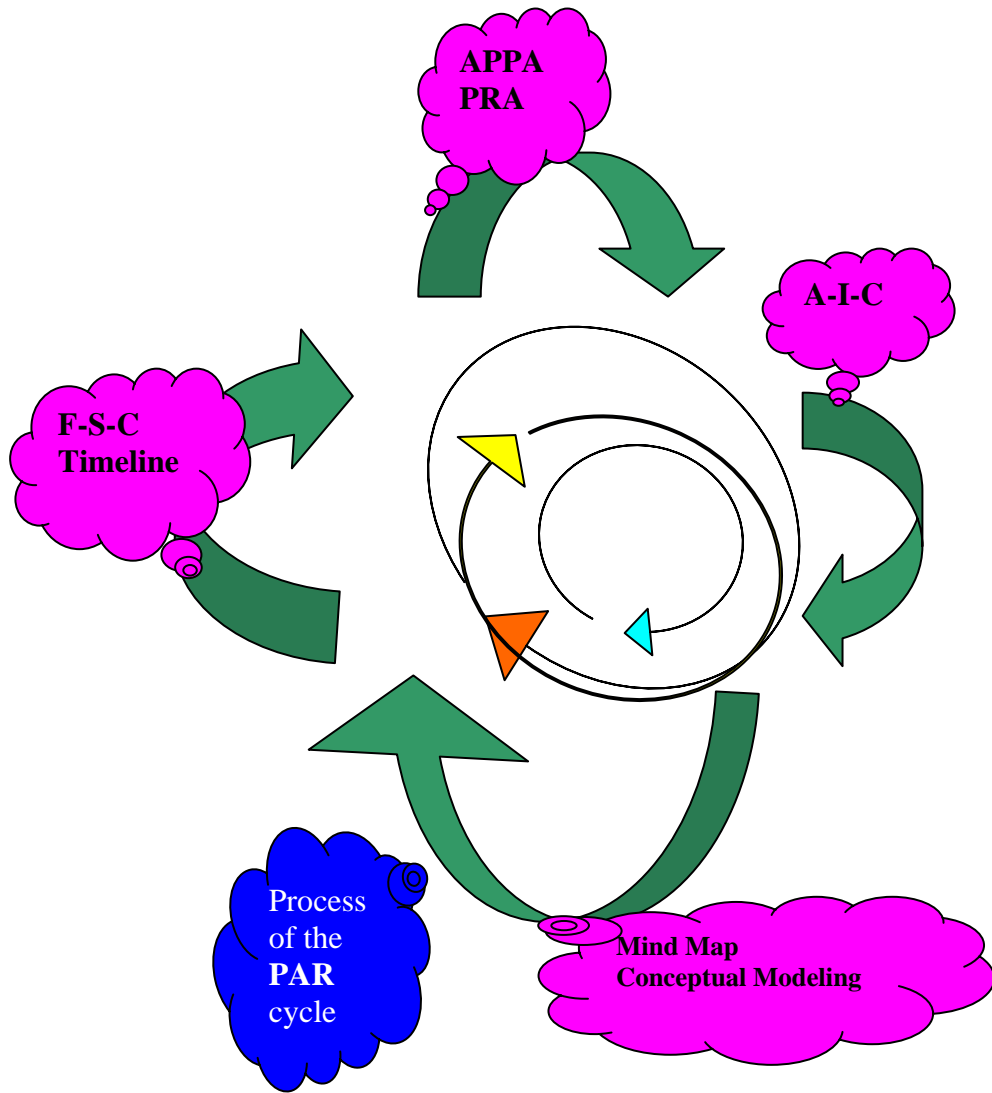 APPA
PRA
A-I-C
F-S-C
Timeline
Process
of the
PAR
cycle
Mind Map
Conceptual Modeling